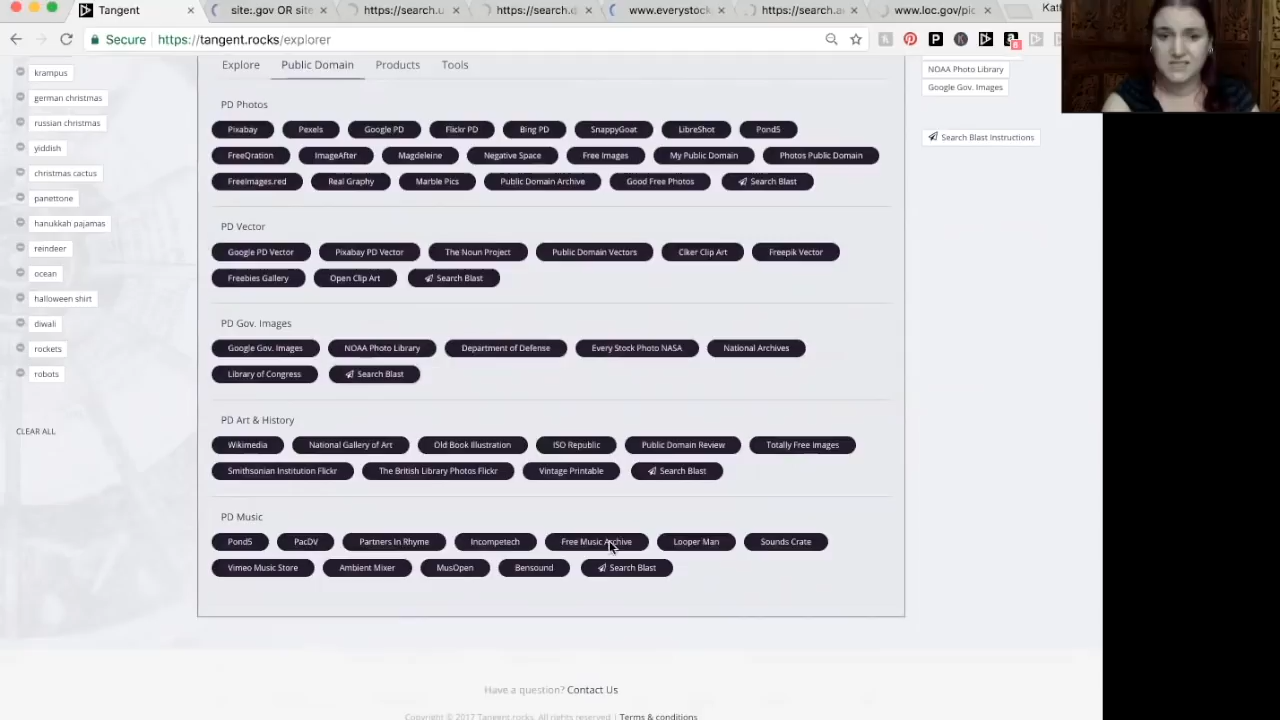 Tangent
site:.gov OR site
https://search.u
https://search.d
www.everystock
https://search.ar
www.loc.gov/pic
Kath
Secure
https://tangent.rocks/explorer
6
krampus
german christmas
russian christmas
yiddish
christmas cactus
panettone
hanukkah pajamas
reindeer
ocean
halloween shirt
diwali
rockets
robots
CLEAR ALL
Explore Public Domain Products Tools
PD Photos
Pixabay Pexels Google PD Flickr PD Bing PD SnappyGoat LibreShot Pond5
FreeQration ImageAfter Magdeleine Negative Space Free Images My Public Domain Photos Public Domain
FreeImages.red Real Graphy Marble Pics Public Domain Archive Good Free Photos Search Blast
PD Vector
Google PD Vector Pixabay PD Vector The Noun Project Public Domain Vectors Clker Clip Art Freepik Vector
Freebies Gallery Open Clip Art Search Blast
PD Gov. Images
Google Gov. Images NOAA Photo Library Department of Defense Every Stock Photo NASA National Archives
Library of Congress Search Blast
PD Art & History
Wikimedia National Gallery of Art Old Book Illustration ISO Republic Public Domain Review Totally Free Images
Smithsonian Institution Flickr The British Library Photos Flickr Vintage Printable Search Blast
PD Music
Pond5 PacDV Partners In Rhyme Incompetech Free Music Archive Looper Man Sounds Crate
Vimeo Music Store Ambient Mixer MusOpen Bensound Search Blast
NOAA Photo Library
Google Gov. Images
Search Blast Instructions
Have a question? Contact Us
Copyright © 2017 Tangent.rocks. All rights reserved | Terms & conditions